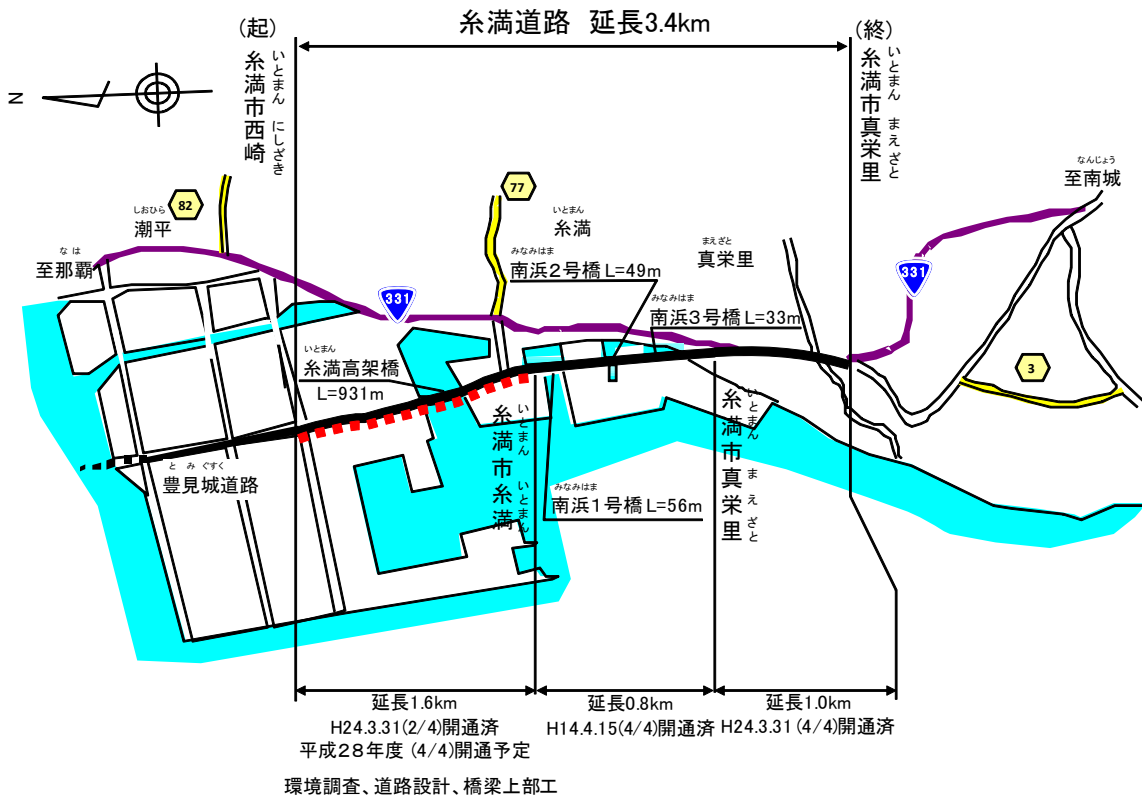 糸満道路 延長3.4km
(起)
(終)
いとまん にしざき
糸満市西崎
いとまん まえざと
糸満市真栄里
N
なんじょう
至南城
82
77
しおひら
潮平
いとまん
糸満
なは
至那覇
みなみはま
南浜2号橋 L=49m
まえざと
真栄里
331
331
みなみはま
南浜3号橋 L=33m
いとまん
糸満高架橋
L=931m
3
いとまん いとまん
糸満市糸満
いとまん まえざと
糸満市真栄里
とみぐすく
豊見城道路
みなみはま
南浜1号橋 L=56m
延長1.6km
H24.3.31(2/4)開通済
平成28年度 (4/4)開通予定
延長0.8km
H14.4.15(4/4)開通済
延長1.0km
H24.3.31 (4/4)開通済
環境調査、道路設計、橋梁上部工